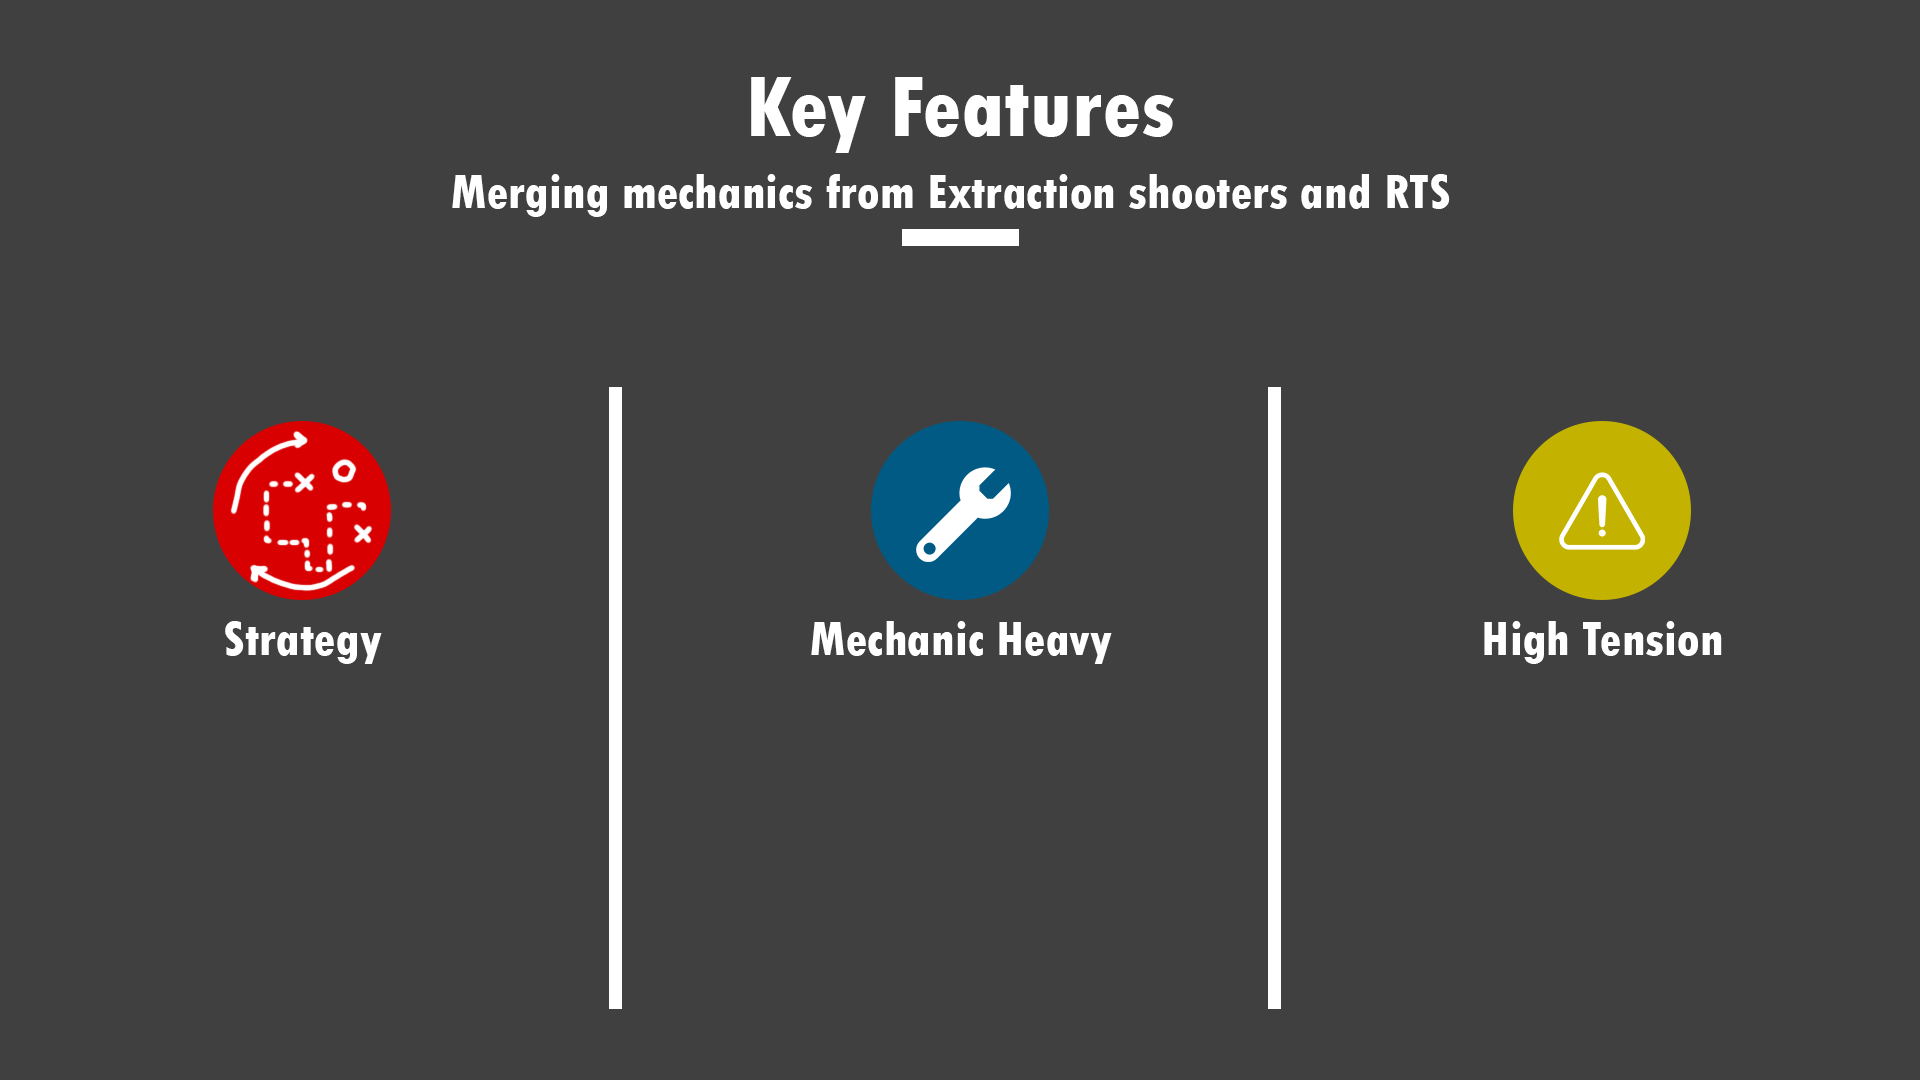 Key Features
Merging mechanics from Extraction shooters and RTS
Strategy
Mechanic Heavy
High Tension